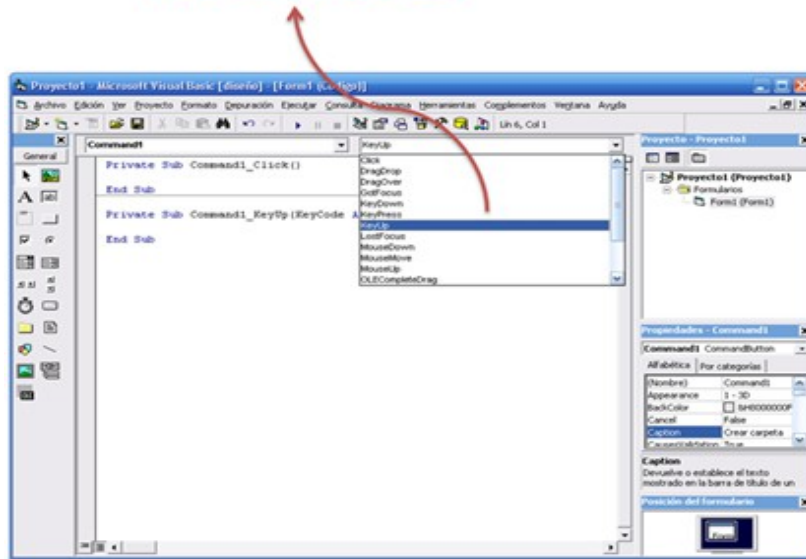 Proyecto1 - Microsoft Visual Basic [diseño] - [Form1 (Código)]
Archivo Edición Ver Proyecto Formato Depuración Ejecutar Consulta Diagrama Herramientas Complementos Ventana Ayuda
Lín 6, Col 1
General
Command1
KeyUp
Private Sub Command1_Click()
End Sub
Private Sub Command1_KeyUp(KeyCode A
End Sub
Click
DragDrop
DragOver
GotFocus
KeyDown
KeyPress
KeyUp
LostFocus
MouseDown
MouseMove
MouseUp
OLECompleteDrag
Proyecto - Proyecto1
Proyecto1 (Proyecto1)
Formularios
Form1 (Form1)
Propiedades - Command1
Command1 CommandButton
Alfabética Por categorías
(Nombre) Command1
Appearance 1 - 3D
BackColor &H8000000F
Cancel False
Caption Crear carpeta
CausesValidation True
Caption
Devuelve o establece el texto
mostrado en la barra de título de un
Posición del formulario